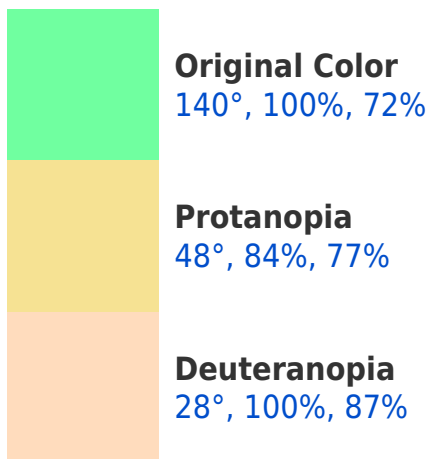 Original Color
140°, 100%, 72%
Protanopia
48°, 84%, 77%
Deuteranopia
28°, 100%, 87%